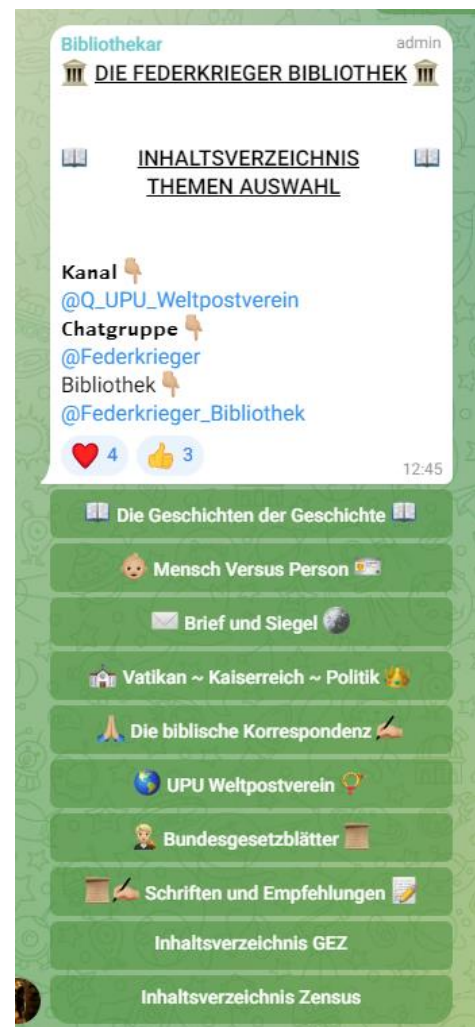 Bibliothekar admin
🏛 DIE FEDERKRIEGER BIBLIOTHEK 🏛
📖 INHALTSVERZEICHNIS 📖
THEMEN AUSWAHL
Kanal 👇🏼
@Q_UPU_Weltpostverein
Chatgruppe 👇🏼
@Federkrieger
Bibliothek 👇🏼
@Federkrieger_Bibliothek
❤️ 4 👍 3
12:45
📖 Die Geschichten der Geschichte 📖
👶🏼 Mensch Versus Person 🪪
✉️ Brief und Siegel 🌑
Vatikan ~ Kaiserreich ~ Politik
🙏🏼 Die biblische Korrespondenz ✍🏼
🌎 UPU Weltpostverein 📯
Bundesgesetzblätter 📜
📜✍🏼 Schriften und Empfehlungen 📝
Inhaltsverzeichnis GEZ
Inhaltsverzeichnis Zensus